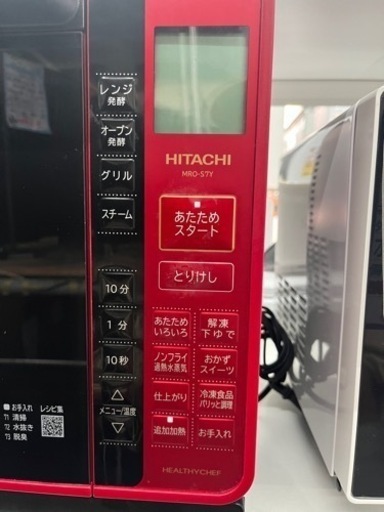 レンジ
発酵
オーブン
発酵
グリル
スチーム
10分
1分
10秒
△
メニュー/温度
▽
お手入れ レシピ集
T1 清掃
T2 水抜き
T3 脱臭
HITACHI
MRO-S7Y
あたため
スタート
とりけし
あたため
いろいろ
解凍
下ゆで
ノンフライ
過熱水蒸気
おかず
スイーツ
仕上がり
冷凍食品
パリッと調理
追加加熱
お手入れ
HEALTHYCHEF